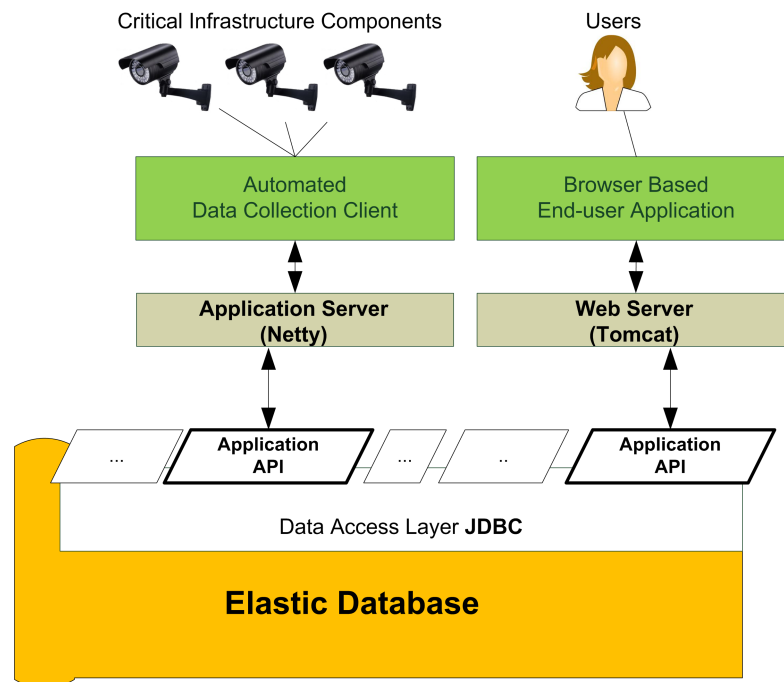 Critical Infrastructure Components
Users
Automated
Data Collection Client
Browser Based
End-user Application
Application Server
(Netty)
Web Server
(Tomcat)
...
Application
API
...
..
Application
API
Data Access Layer JDBC
Elastic Database